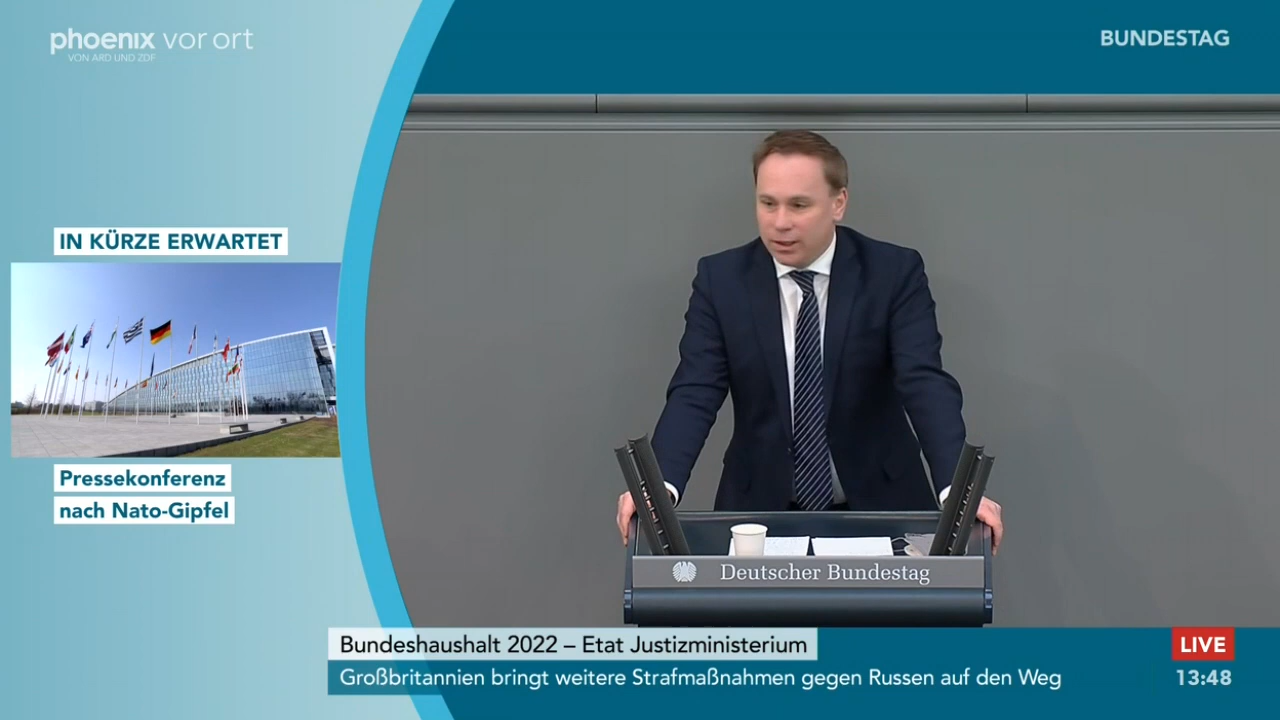 phoenix vor ort
VON ARD UND ZDF
BUNDESTAG
IN KÜRZE ERWARTET
Pressekonferenz
nach Nato-Gipfel
Deutscher Bundestag
Bundeshaushalt 2022 – Etat Justizministerium
LIVE
Großbritannien bringt weitere Strafmaßnahmen gegen Russen auf den Weg
13:48